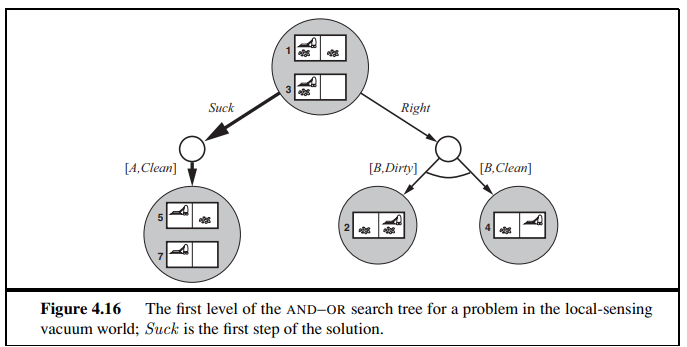 1
3
Suck
Right
[A,Clean]
[B,Dirty]
[B,Clean]
5
7
2
4
Figure 4.16 The first level of the AND–OR search tree for a problem in the local-sensing
vacuum world; Suck is the first step of the solution.